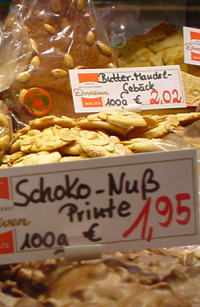 Butter-Mandel-
Gebäck
100g € 2,02
Schoko-Nuß
Printe
100g € 1,95